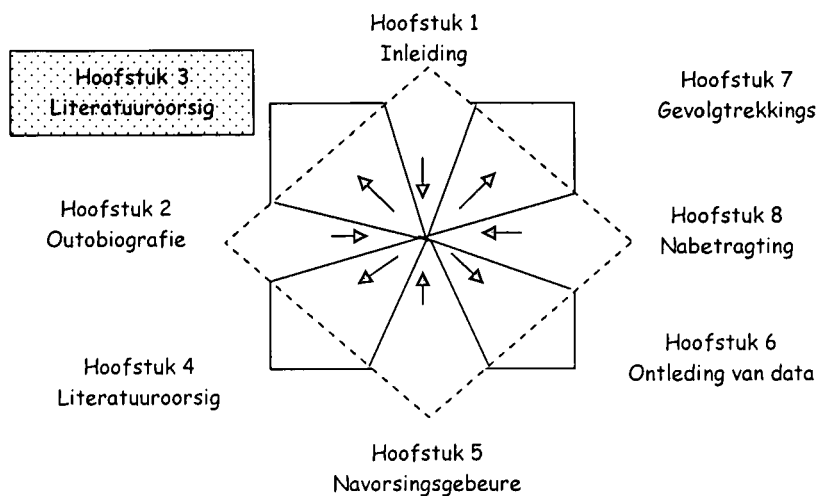 Hoofstuk 1
Inleiding
Hoofstuk 3
Literatuuroorsig
Hoofstuk 7
Gevolgtrekkings
Hoofstuk 2
Outobiografie
Hoofstuk 8
Nabetragting
Hoofstuk 4
Literatuuroorsig
Hoofstuk 6
Ontleding van data
Hoofstuk 5
Navorsingsgebeure